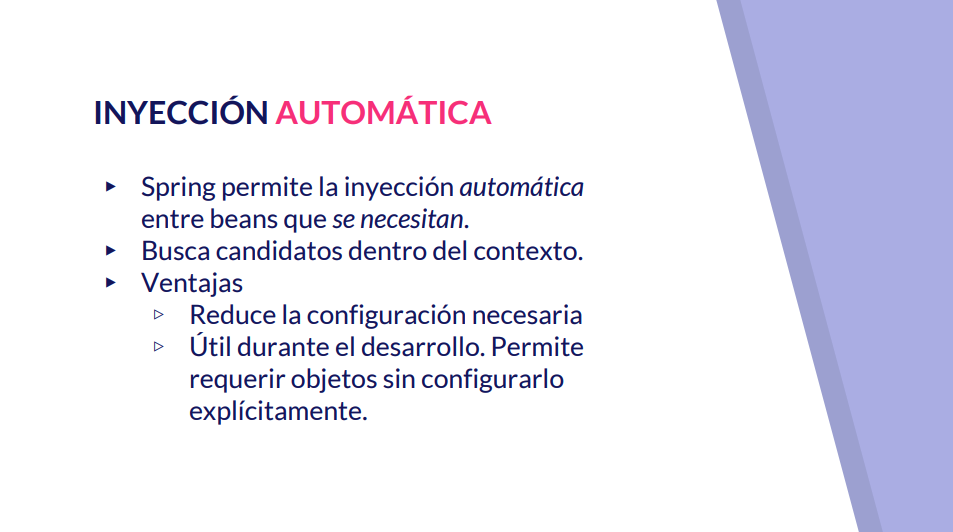 INYECCIÓN AUTOMÁTICA
▸ Spring permite la inyección automática
entre beans que se necesitan.
▸ Busca candidatos dentro del contexto.
▸ Ventajas
▹ Reduce la configuración necesaria
▹ Útil durante el desarrollo. Permite
requerir objetos sin configurarlo
explícitamente.